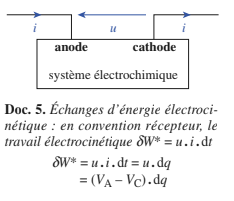 i u i
anode cathode
système électrochimique
Doc. 5. Échanges d'énergie électroci-
nétique : en convention récepteur, le
travail électrocinétique δW* = u.i.dt
δW* = u.i.dt = u.dq
= (V_A – V_C).dq